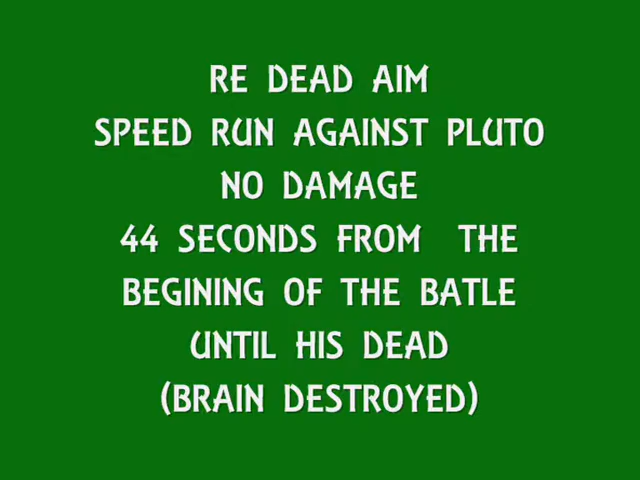 RE DEAD AIM
SPEED RUN AGAINST PLUTO
NO DAMAGE
44 SECONDS FROM THE
BEGINING OF THE BATLE
UNTIL HIS DEAD
(BRAIN DESTROYED)